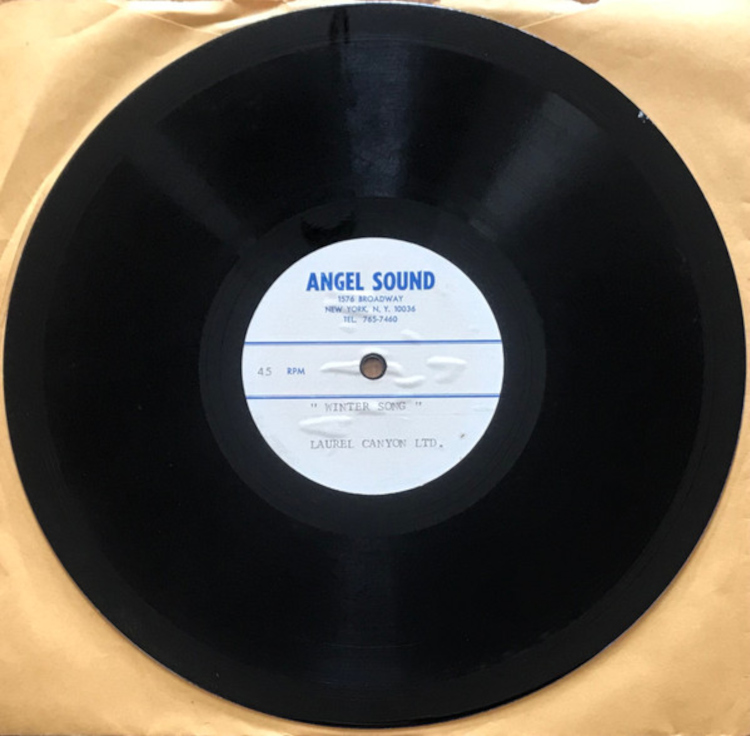 ANGEL SOUND
1576 BROADWAY
NEW YORK, N. Y. 10036
TEL. 765-7460
45 RPM
" WINTER SONG "
LAUREL CANYON LTD.